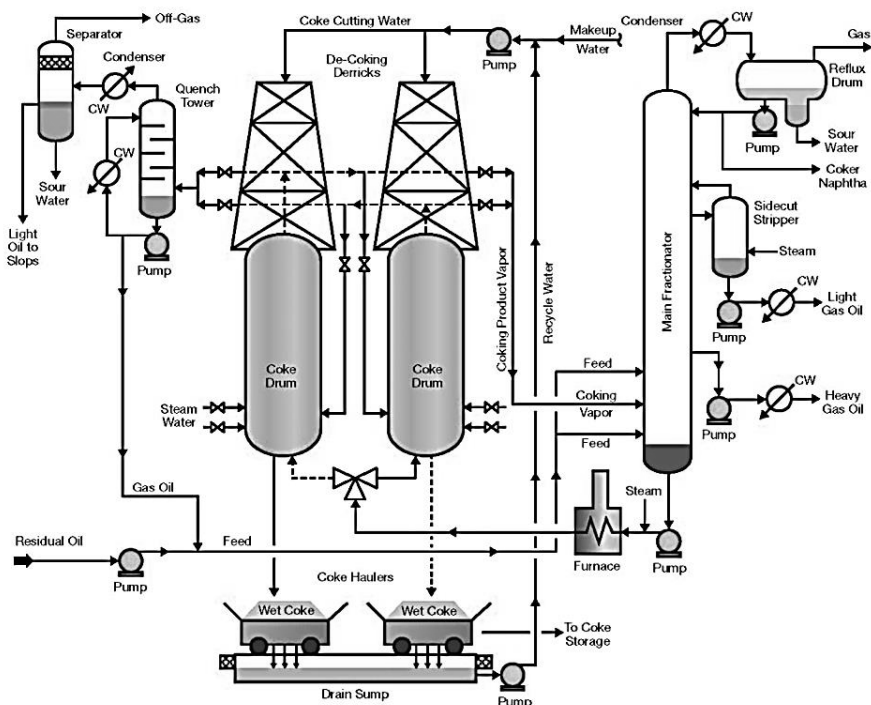 Off-Gas
Separator
Condenser
CW
Quench
Tower
CW
Sour
Water
Light
Oil to
Slops
Pump
Coke Cutting Water
De-Coking
Derricks
Pump
Makeup
Water
Condenser
CW
Gas
Reflux
Drum
Pump
Sour
Water
Coker
Naphtha
Sidecut
Stripper
Steam
CW
Pump
Light
Gas Oil
Main Fractionator
Coking Product Vapor
Recycle Water
Coke
Drum
Coke
Drum
Steam
Water
Feed
Coking
Vapor
Feed
CW
Pump
Heavy
Gas Oil
Gas Oil
Steam
Residual Oil
Feed
Pump
Furnace
Pump
Coke Haulers
Wet Coke
Wet Coke
To Coke
Storage
Drain Sump
Pump